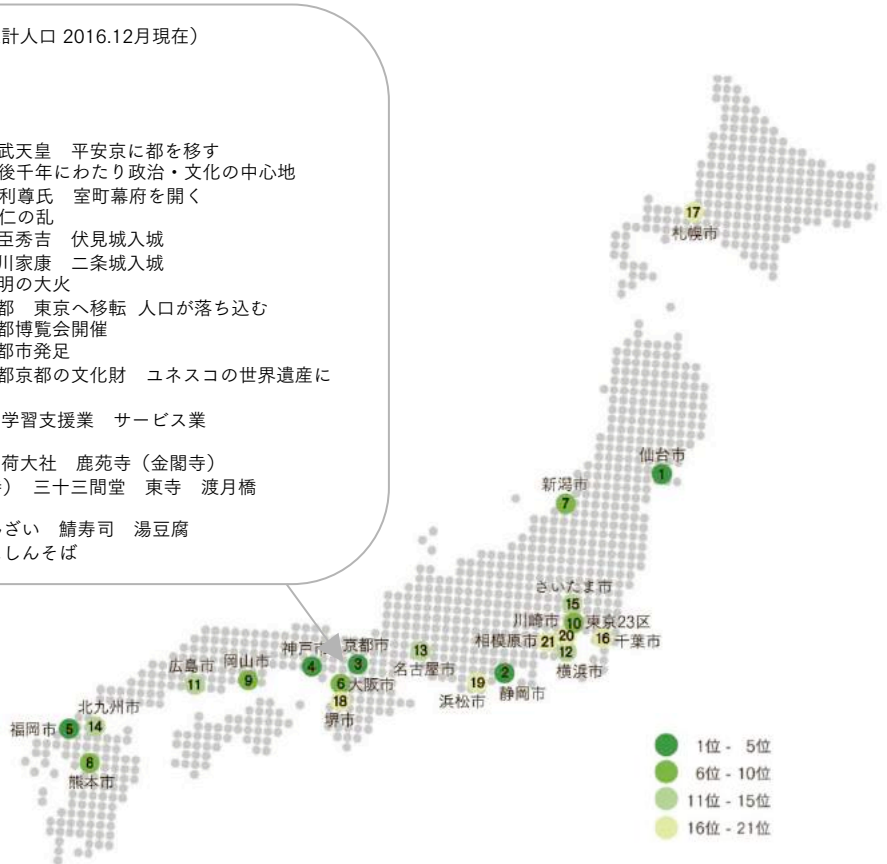 計人口 2016.12月現在）
武天皇　平安京に都を移す
後千年にわたり政治・文化の中心地
利尊氏　室町幕府を開く
仁の乱
臣秀吉　伏見城入城
川家康　二条城入城
明の大火
都　東京へ移転 人口が落ち込む
都博覧会開催
都市発足
都京都の文化財　ユネスコの世界遺産に
学習支援業　サービス業
荷大社　鹿苑寺（金閣寺）
）　三十三間堂　東寺　渡月橋
ざい　鯖寿司　湯豆腐
しんそば
17
札幌市
仙台市
1
新潟市
7
さいたま市
15
川崎市 10 東京23区
相模原市 21 20 16 千葉市
12
横浜市
13
名古屋市
19
浜松市
2
静岡市
神戸市
4
京都市
3
6 大阪市
18
堺市
岡山市
9
広島市
11
北九州市
福岡市 5 14
8
熊本市
1位 - 5位
6位 - 10位
11位 - 15位
16位 - 21位